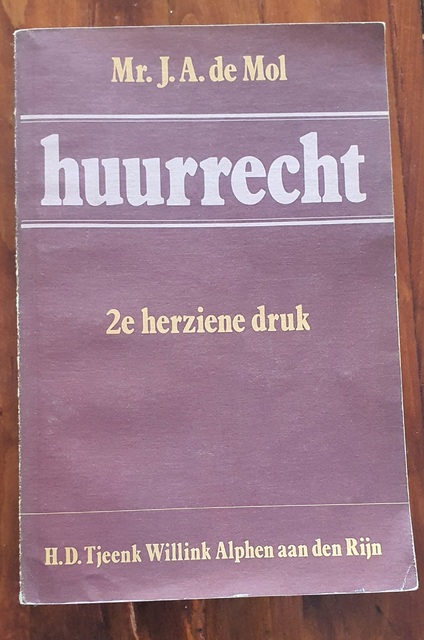 Mr. J. A. de Mol
huurrecht
2e herziene druk
H.D. Tjeenk Willink Alphen aan den Rijn